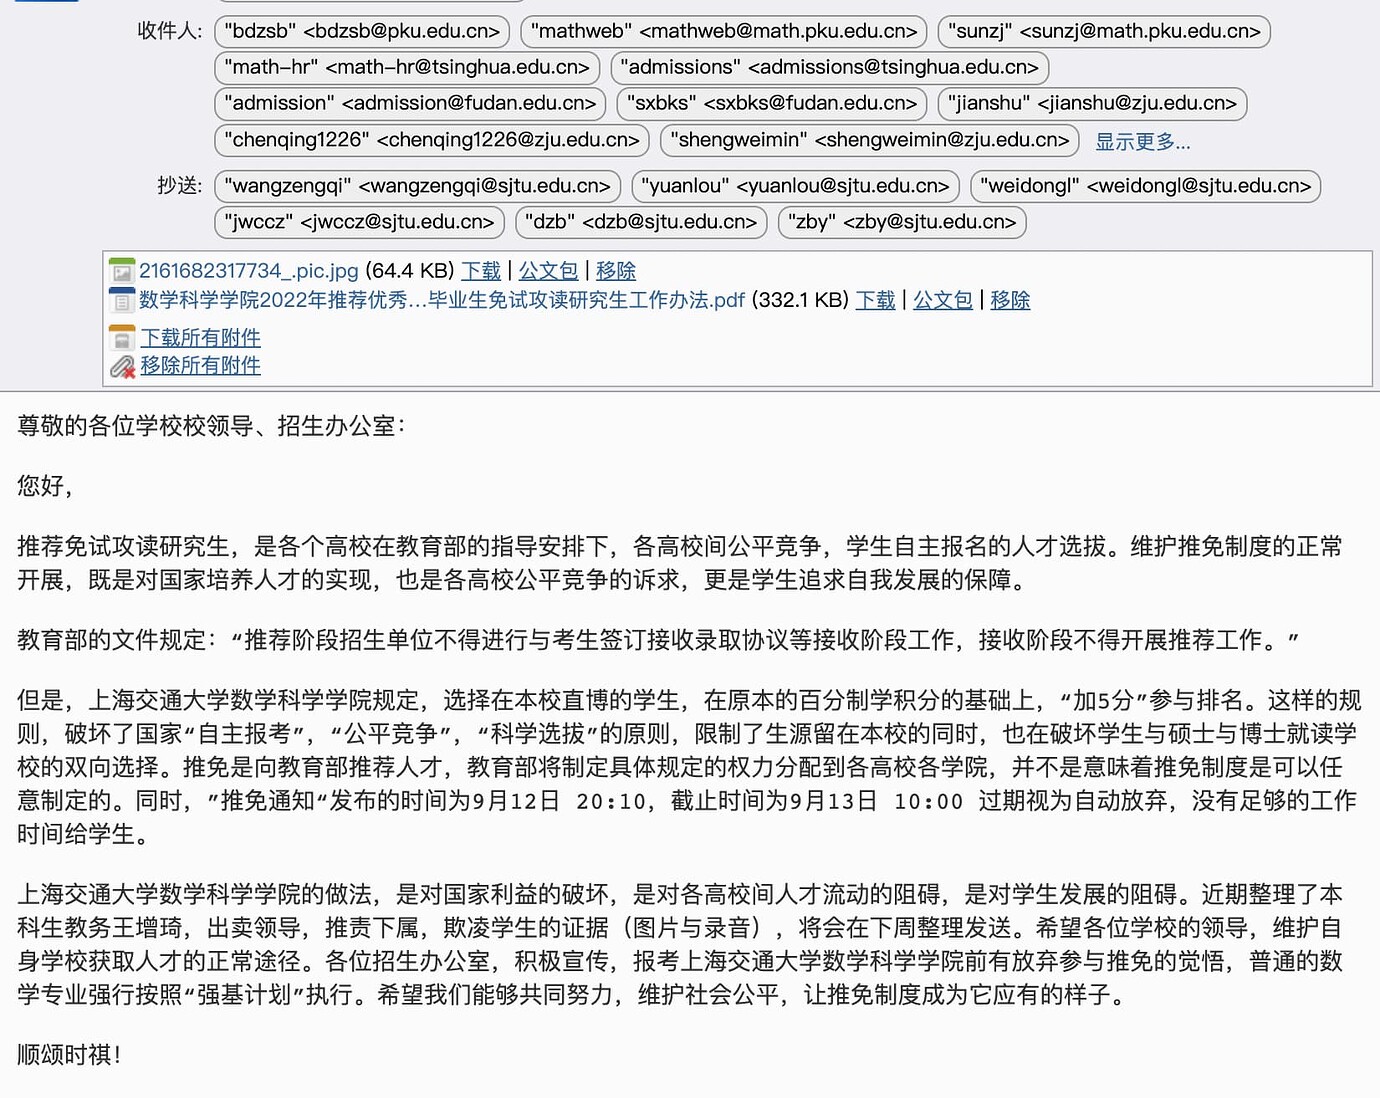 收件人: "bdzsb" <bdzsb@pku.edu.cn> "mathweb" <mathweb@math.pku.edu.cn> "sunzj" <sunzj@math.pku.edu.cn>
"math-hr" <math-hr@tsinghua.edu.cn> "admissions" <admissions@tsinghua.edu.cn>
"admission" <admission@fudan.edu.cn> "sxbks" <sxbks@fudan.edu.cn> "jianshu" <jianshu@zju.edu.cn>
"chenqing1226" <chenqing1226@zju.edu.cn> "shengweimin" <shengweimin@zju.edu.cn> 显示更多...
抄送: "wangzengqi" <wangzengqi@sjtu.edu.cn> "yuanlou" <yuanlou@sjtu.edu.cn> "weidongl" <weidongl@sjtu.edu.cn>
"jwccz" <jwccz@sjtu.edu.cn> "dzb" <dzb@sjtu.edu.cn> "zby" <zby@sjtu.edu.cn>
2161682317734_.pic.jpg (64.4 KB) 下载 | 公文包 | 移除
数学科学学院2022年推荐优秀...毕业生免试攻读研究生工作办法.pdf (332.1 KB) 下载 | 公文包 | 移除
下载所有附件
移除所有附件
尊敬的各位学校校领导、招生办公室：
您好，
推荐免试攻读研究生，是各个高校在教育部的指导安排下，各高校间公平竞争，学生自主报名的人才选拔。维护推免制度的正常
开展，既是对国家培养人才的实现，也是各高校公平竞争的诉求，更是学生追求自我发展的保障。
教育部的文件规定：“推荐阶段招生单位不得进行与考生签订接收录取协议等接收阶段工作，接收阶段不得开展推荐工作。”
但是，上海交通大学数学科学学院规定，选择在本校直博的学生，在原本的百分制学积分的基础上，“加5分”参与排名。这样的规
则，破坏了国家“自主报考”，“公平竞争”，“科学选拔”的原则，限制了生源留在本校的同时，也在破坏学生与硕士与博士就读学
校的双向选择。推免是向教育部推荐人才，教育部将制定具体规定的权力分配到各高校各学院，并不是意味着推免制度是可以任
意制定的。同时，”推免通知“发布的时间为9月12日 20:10，截止时间为9月13日 10:00 过期视为自动放弃，没有足够的工作
时间给学生。
上海交通大学数学科学学院的做法，是对国家利益的破坏，是对各高校间人才流动的阻碍，是对学生发展的阻碍。近期整理了本
科生教务王增琦，出卖领导，推责下属，欺凌学生的证据（图片与录音），将会在下周整理发送。希望各位学校的领导，维护自
身学校获取人才的正常途径。各位招生办公室，积极宣传，报考上海交通大学数学科学学院前有放弃参与推免的觉悟，普通的数
学专业强行按照“强基计划”执行。希望我们能够共同努力，维护社会公平，让推免制度成为它应有的样子。
顺颂时祺！